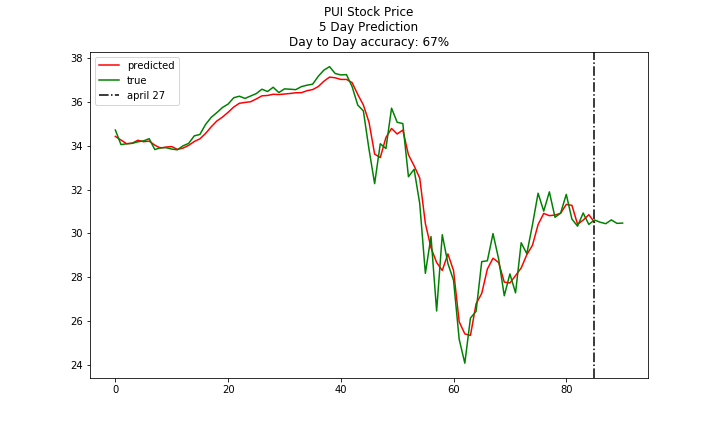 PUI Stock Price
5 Day Prediction
Day to Day accuracy: 67%
predicted
true
april 27
38
36
34
32
30
28
26
24
0
20
40
60
80